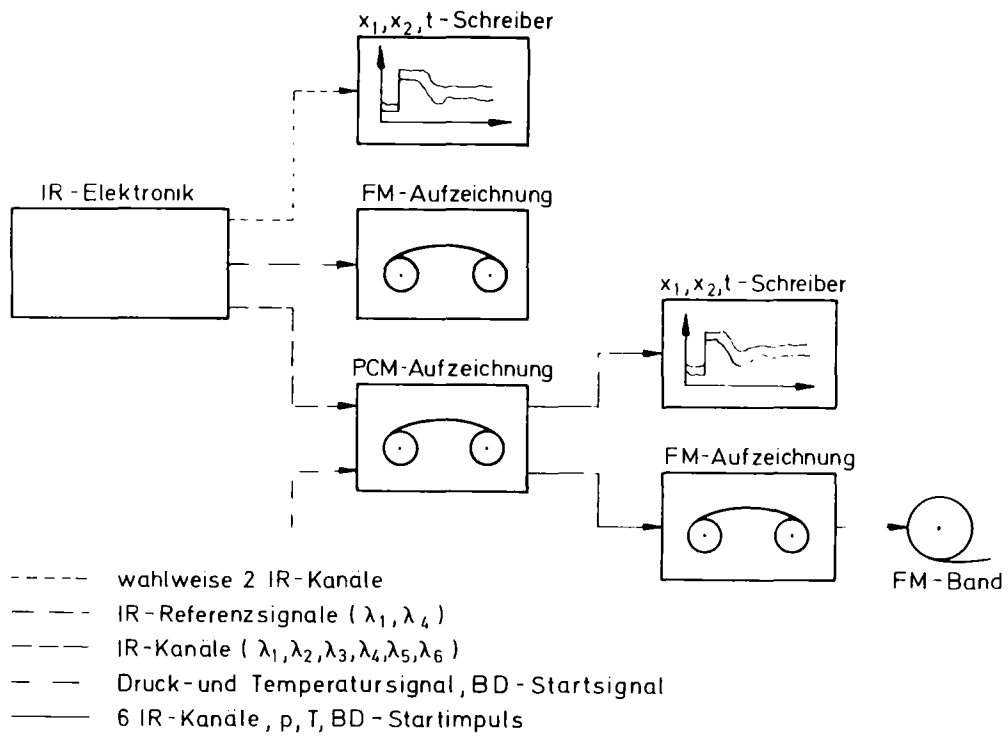 x₁, x₂, t-Schreiber
IR-Elektronik
FM-Aufzeichnung
x₁, x₂, t-Schreiber
PCM-Aufzeichnung
FM-Aufzeichnung
FM-Band
wahlweise 2 IR-Kanäle
IR-Referenzsignale (λ₁, λ₄)
IR-Kanäle (λ₁, λ₂, λ₃, λ₄, λ₅, λ₆)
Druck-und Temperatursignal, BD-Startsignal
6 IR-Kanäle, p, T, BD-Startimpuls